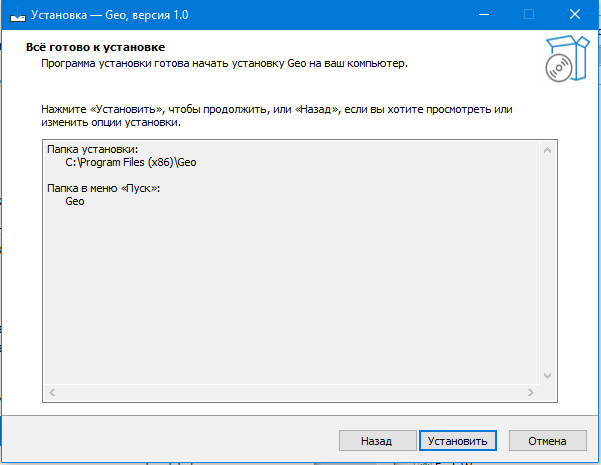 Установка — Geo, версия 1.0
Всё готово к установке
Программа установки готова начать установку Geo на ваш компьютер.
Нажмите «Установить», чтобы продолжить, или «Назад», если вы хотите просмотреть или
изменить опции установки.
Папка установки:
C:\Program Files (x86)\Geo
Папка в меню «Пуск»:
Geo
Назад
Установить
Отмена